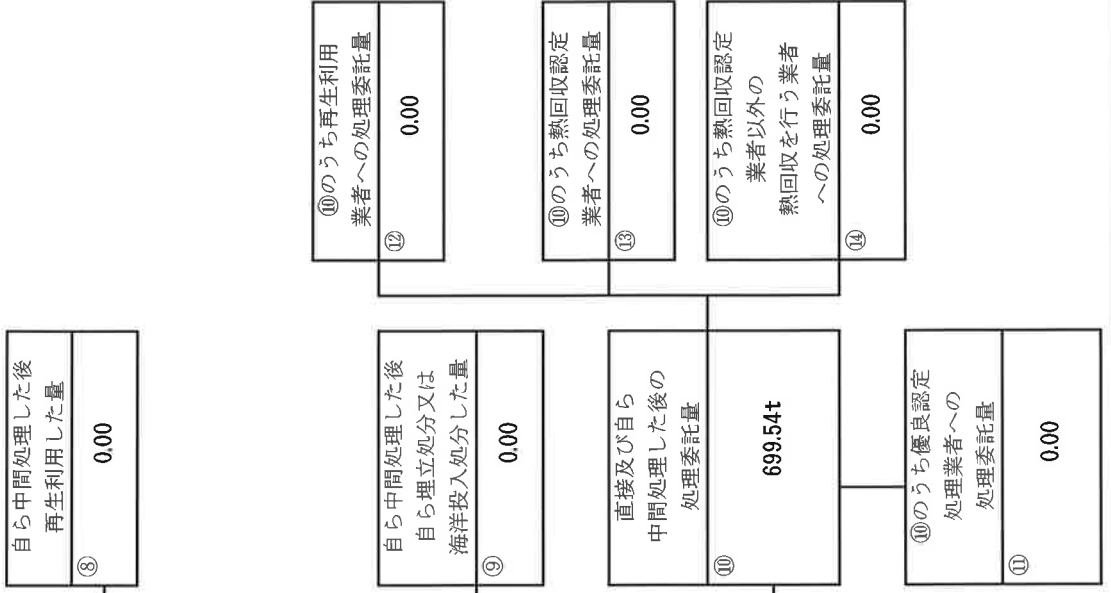 自ら中間処理した後
再生利用した量
⑧
0.00
自ら中間処理した後
自ら埋立処分又は
海洋投入処分した量
⑨
0.00
直接及び自ら
中間処理した後の
処理委託量
⑩
699.54t
⑩のうち優良認定
処理業者への
処理委託量
⑪
0.00
⑩のうち再生利用
業者への処理委託量
⑫
0.00
⑩のうち熱回収認定
業者への処理委託量
⑬
0.00
⑩のうち熱回収認定
業者以外の
熱回収を行う業者
への処理委託量
⑭
0.00